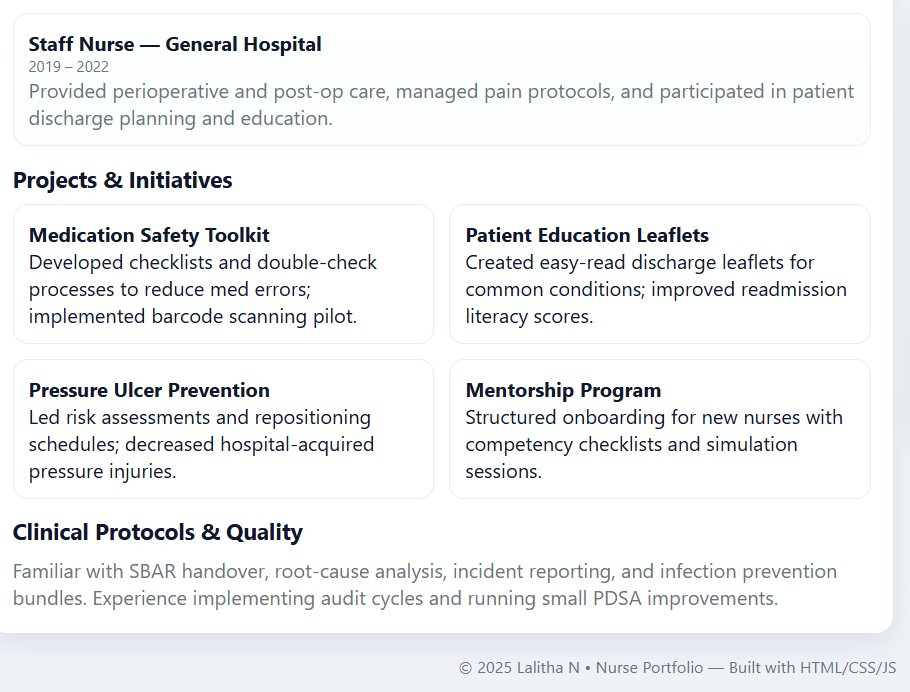 Staff Nurse — General Hospital
2019 – 2022
Provided perioperative and post-op care, managed pain protocols, and participated in patient
discharge planning and education.
Projects & Initiatives
Medication Safety Toolkit
Developed checklists and double-check
processes to reduce med errors;
implemented barcode scanning pilot.
Patient Education Leaflets
Created easy-read discharge leaflets for
common conditions; improved readmission
literacy scores.
Pressure Ulcer Prevention
Led risk assessments and repositioning
schedules; decreased hospital-acquired
pressure injuries.
Mentorship Program
Structured onboarding for new nurses with
competency checklists and simulation
sessions.
Clinical Protocols & Quality
Familiar with SBAR handover, root-cause analysis, incident reporting, and infection prevention
bundles. Experience implementing audit cycles and running small PDSA improvements.
© 2025 Lalitha N • Nurse Portfolio — Built with HTML/CSS/JS